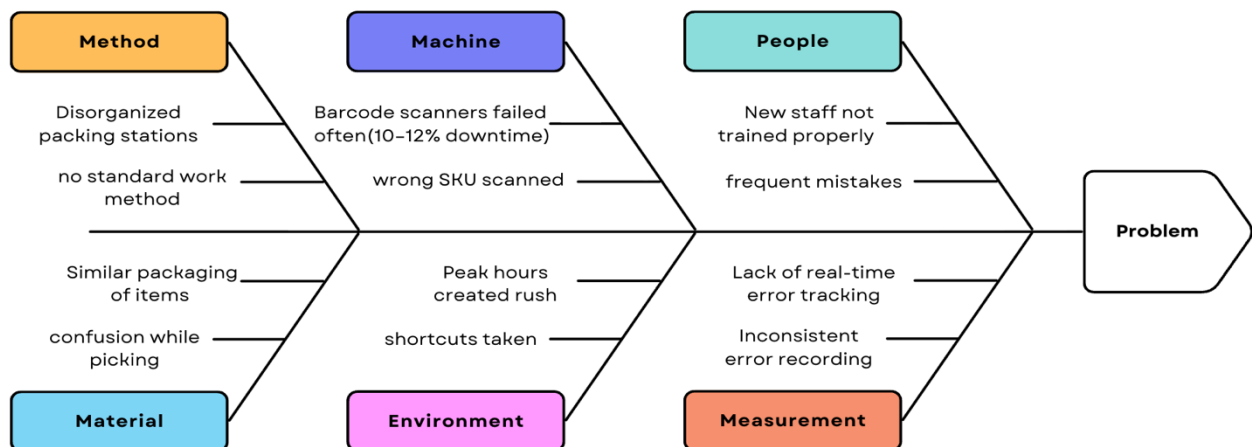 Method
Machine
People
Disorganized
packing stations
Barcode scanners failed
often(10–12% downtime)
New staff not
trained properly
no standard work
method
wrong SKU scanned
frequent mistakes
Problem
Similar packaging
of items
Peak hours
created rush
Lack of real-time
error tracking
confusion while
picking
shortcuts taken
Inconsistent
error recording
Material
Environment
Measurement